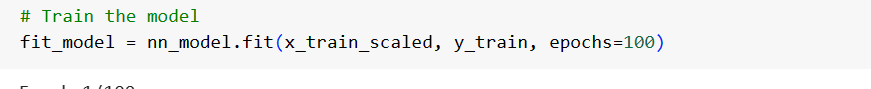 # Train the model
fit_model = nn_model.fit(x_train_scaled, y_train, epochs=100)